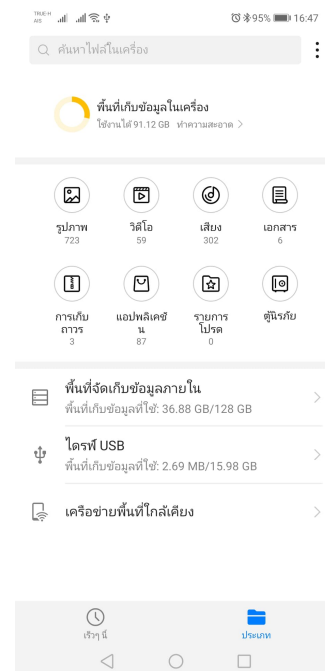 TRUE-H
AIS
95% 16:47
ค้นหาไฟล์ในเครื่อง
พื้นที่เก็บข้อมูลในเครื่อง
ใช้งานได้ 91.12 GB ทำความสะอาด >
รูปภาพ วิดีโอ เสียง เอกสาร
723 59 302 6
การเก็บ แอปพลิเคชั รายการ ตู้นิรภัย
ถาวร น โปรด
3 87 0
พื้นที่จัดเก็บข้อมูลภายใน
พื้นที่เก็บข้อมูลที่ใช้: 36.88 GB/128 GB
ไดรฟ์ USB
พื้นที่เก็บข้อมูลที่ใช้: 2.69 MB/15.98 GB
เครือข่ายพื้นที่ใกล้เคียง
เร็วๆ นี้ ประเภท